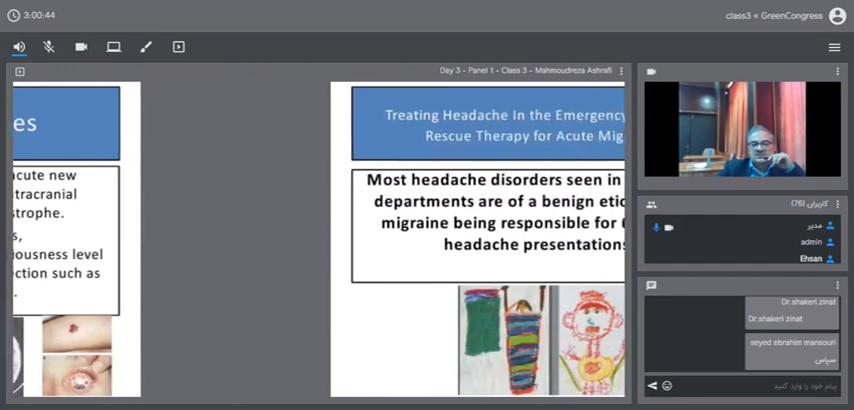 3:00:44
class3 < GreenCongress
Day 3 - Panel 1 - Class 3 - Mahmoudreza Ashrafi
es
acute new
tracranial
strophe.
s,
iousness level
ction such as
.
Treating Headache In the Emergency
Rescue Therapy for Acute Mig
Most headache disorders seen in
departments are of a benign etio
migraine being responsible for
headache presentations
کاربران (76)
مدیر
admin
Ehsan
Dr.shakeri.zinat
Dr.shakeri zinat
seyed ebrahim mansouri
سپاس
پیام خود را وارد کنید